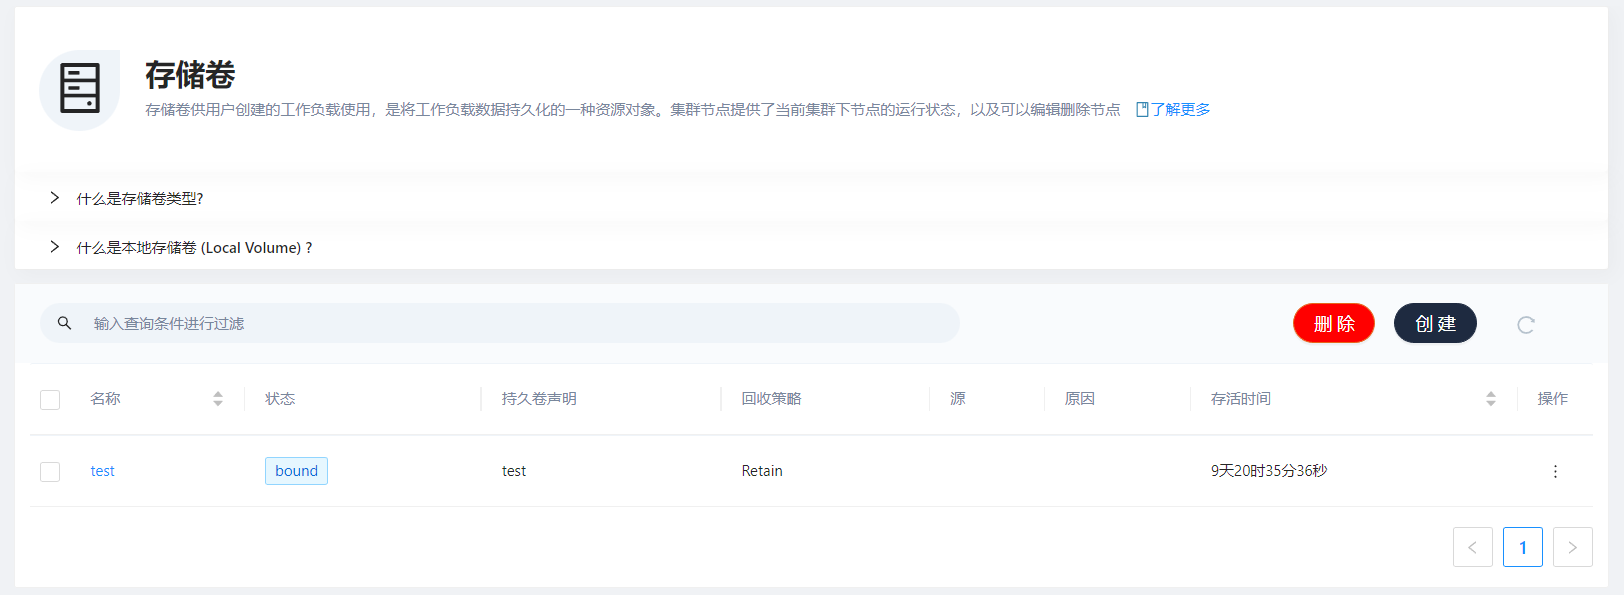 存储卷
存储卷供用户创建的工作负载使用，是将工作负载数据持久化的一种资源对象。集群节点提供了当前集群下节点的运行状态，以及可以编辑删除节点 了解更多
什么是存储卷类型?
什么是本地存储卷 (Local Volume) ?
输入查询条件进行过滤 删 除 创 建
名称 状态 持久卷声明 回收策略 源 原因 存活时间 操作
test bound test Retain 9天20时35分36秒
1